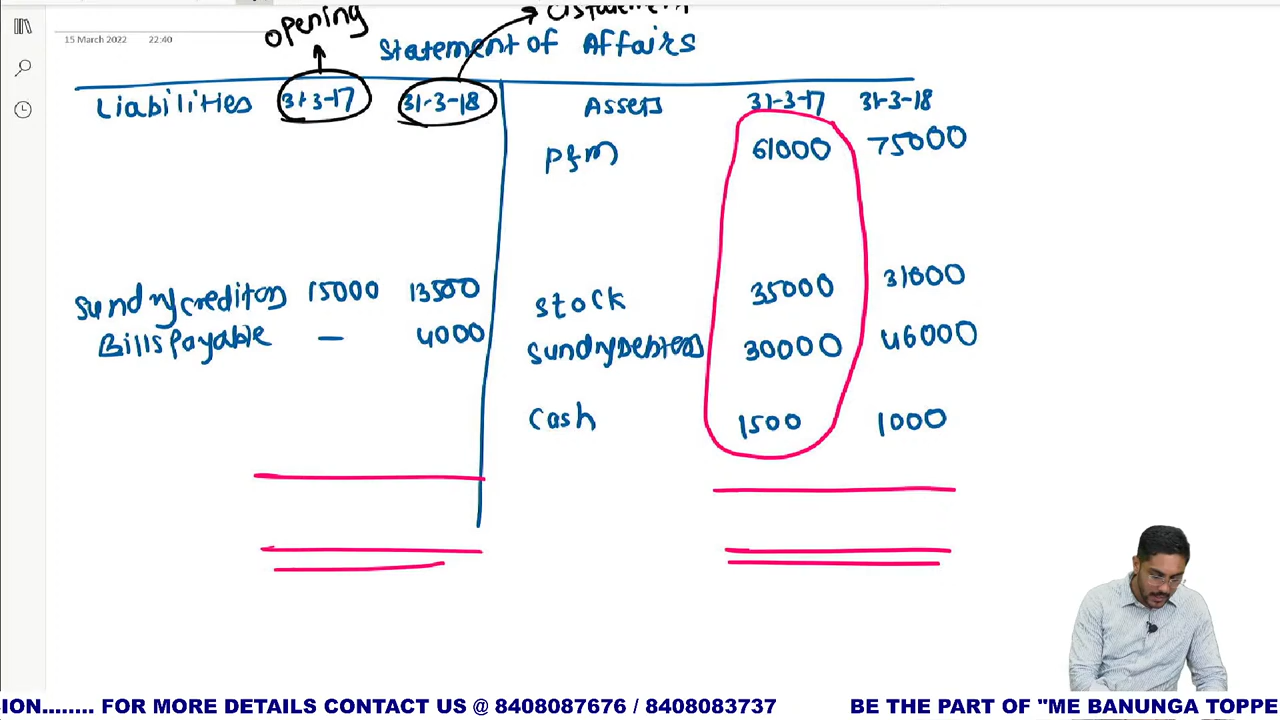 opening
15 March 2022 22:40
Statement of Affairs
Liabilities 31-3-17 31-3-18 Assets 31-3-17 31-3-18
P&M 61000 75000
Sundry creditors 15000 13500 stock 35000 31000
Bills Payable — 4000 Sundry Debtors 30000 46000
cash 1500 1000
SION........ FOR MORE DETAILS CONTACT US @ 8408087676 / 8408083737 BE THE PART OF "ME BANUNGA TOPPE